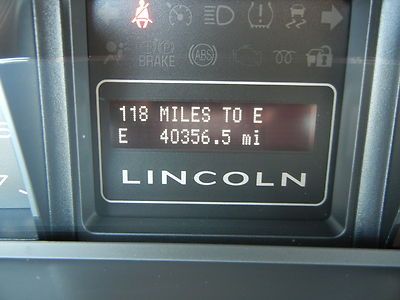 BRAKE
(ABS)
118 MILES TO E
E 40356.5 mi
LINCOLN